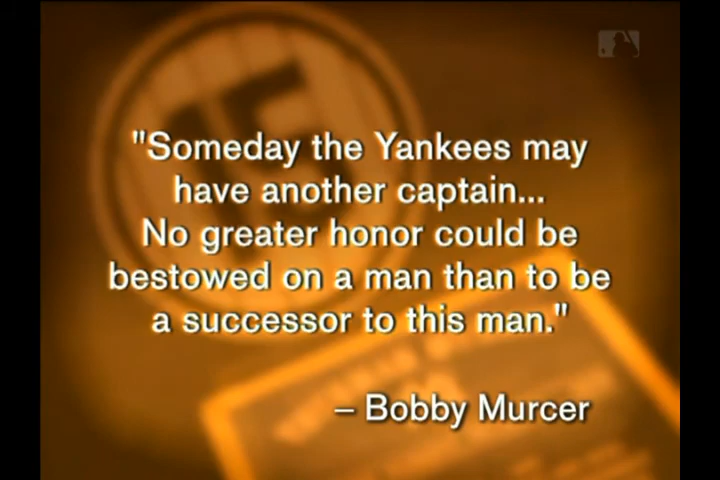 15
"Someday the Yankees may
have another captain...
No greater honor could be
bestowed on a man than to be
a successor to this man."
– Bobby Murcer